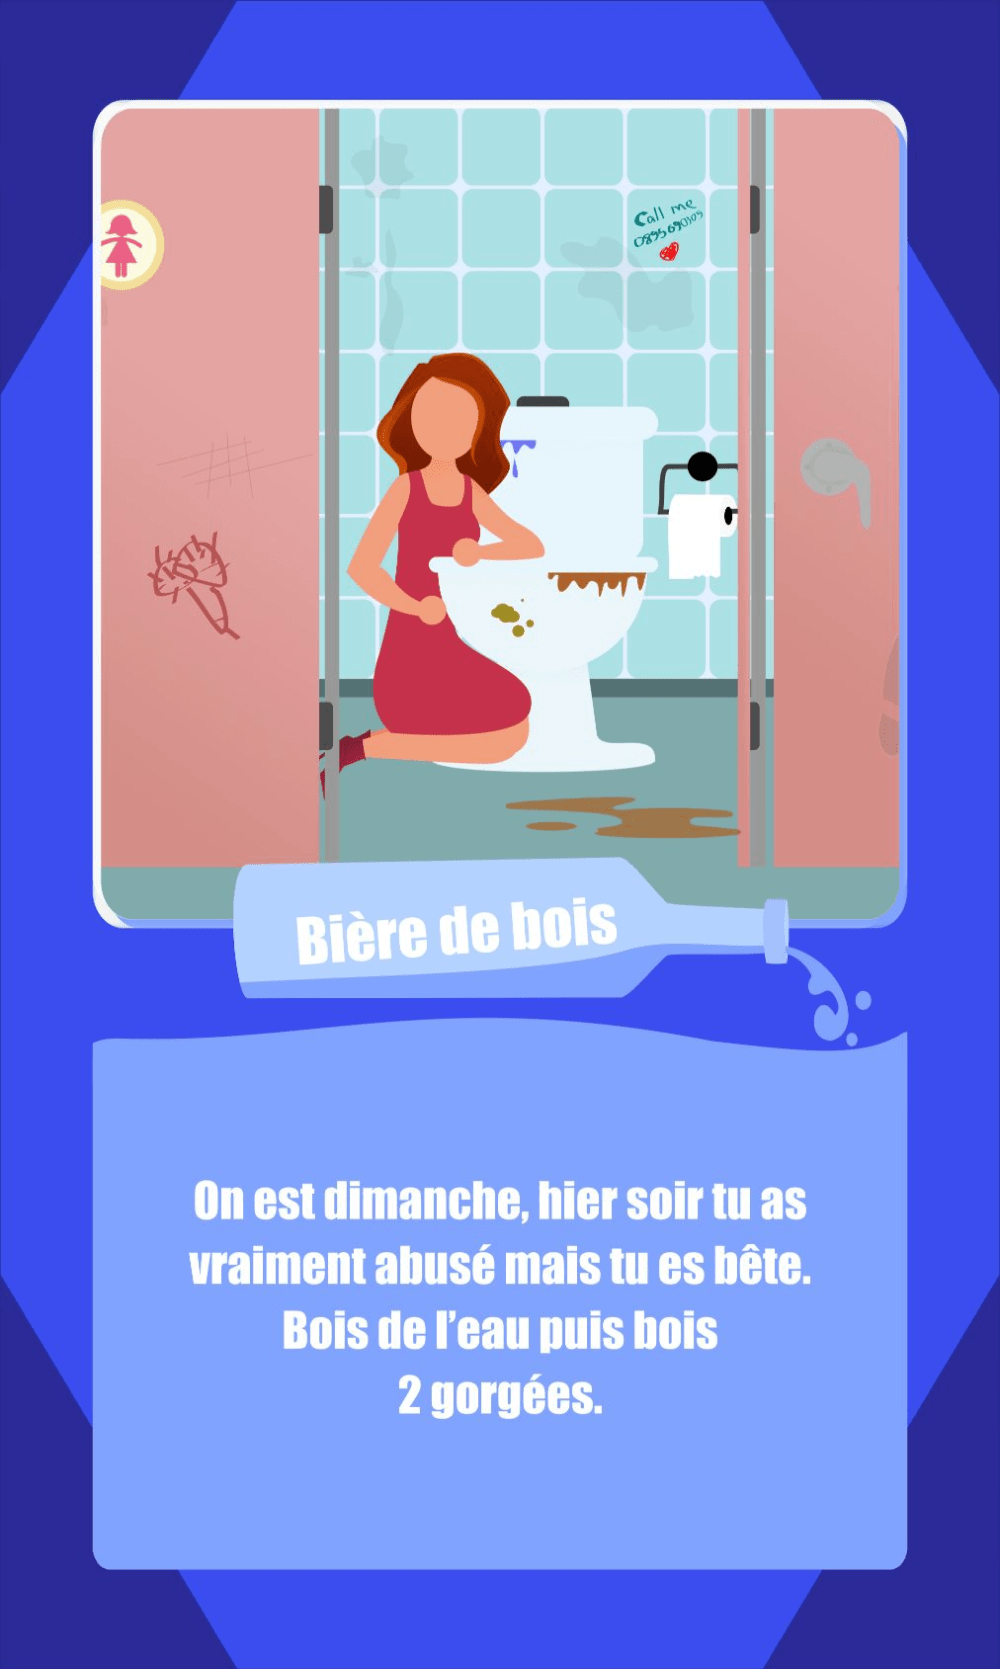 Call me
0895690309
Bière de bois
On est dimanche, hier soir tu as
vraiment abusé mais tu es bête.
Bois de l’eau puis bois
2 gorgées.